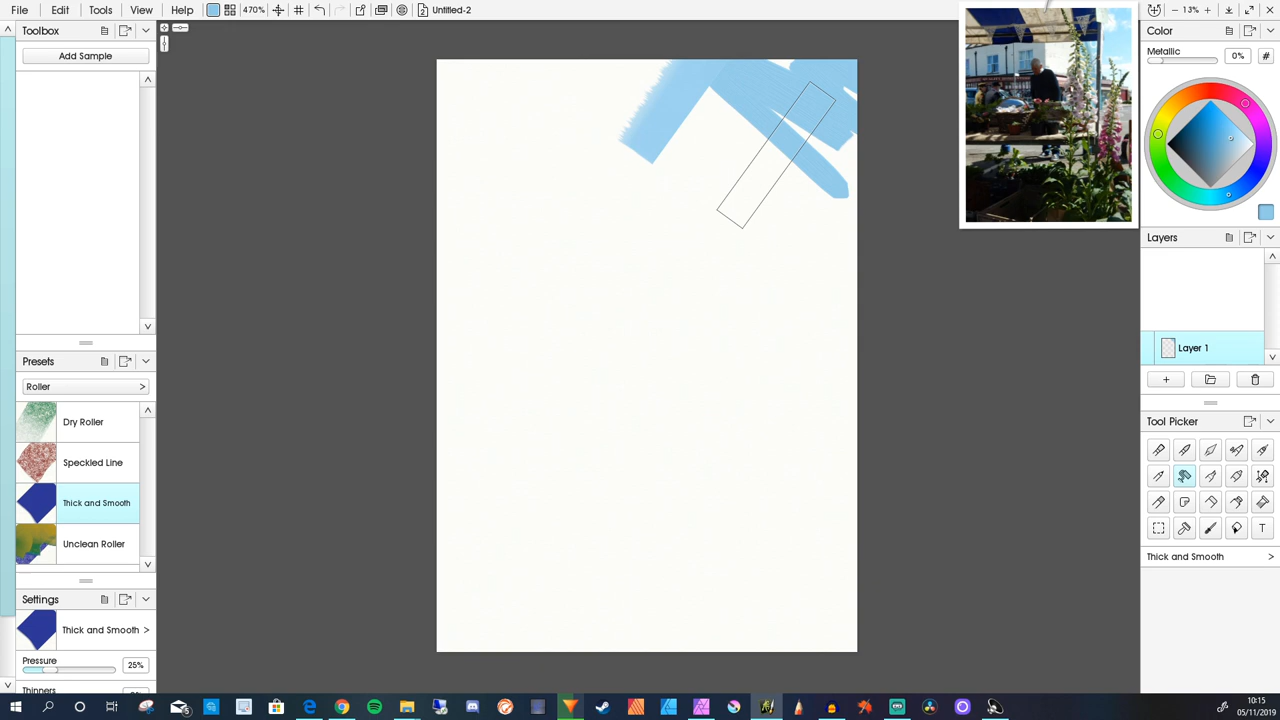 File Edit Tools View Help 470% Untitled-2 13%
Toolbox
Add Sample
Presets
Roller >
Dry Roller
Speckled Line
Thick and Smooth
Unclean Roller
Settings
Thick and Smooth >
Pressure
25%
Thinners
Color
Metallic
0% #
Layers
Layer 1
Tool Picker
T
Thick and Smooth >
10:15
05/11/2019